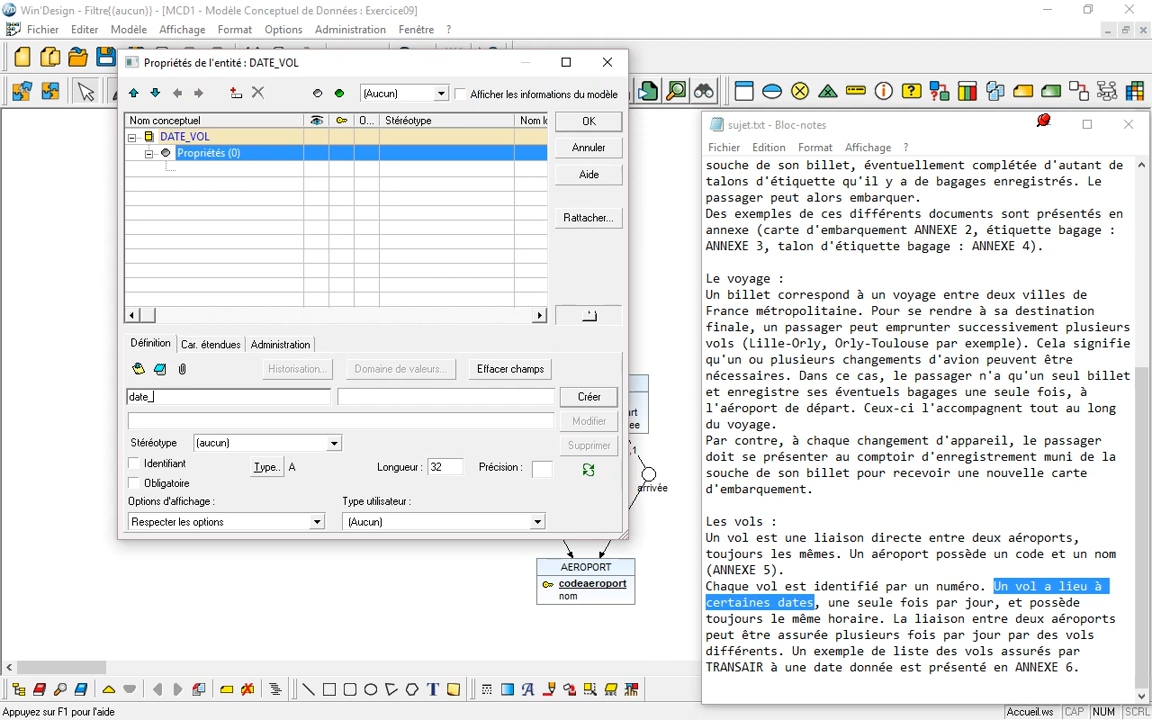 Win'Design - Filtre{(aucun)} - [MCD1 - Modèle Conceptuel de Données : Exercice09]
Fichier Editer Modèle Affichage Format Options Administration Fenêtre ?
Propriétés de l'entité : DATE_VOL
(Aucun) Afficher les informations du modèle
Nom conceptuel O... Stéréotype
DATE_VOL
Propriétés (0)
OK
Annuler
Aide
Rattacher...
Définition Car. étendues Administration
Historisation... Domaine de valeurs... Effacer champs
date_ Créer
Modifier
Stéréotype (aucun) Supprimer
Identifiant Type.. A Longueur : 32 Précision :
Obligatoire
Options d'affichage : Type utilisateur :
Respecter les options (Aucun)
arrivée
AEROPORT
codeaeroport
nom
sujet.txt - Bloc-notes
Fichier Edition Format Affichage ?
souche de son billet, éventuellement complétée d'autant de
talons d'étiquette qu'il y a de bagages enregistrés. Le
passager peut alors embarquer.
Des exemples de ces différents documents sont présentés en
annexe (carte d'embarquement ANNEXE 2, étiquette bagage :
ANNEXE 3, talon d'étiquette bagage : ANNEXE 4).
Le voyage :
Un billet correspond à un voyage entre deux villes de
France métropolitaine. Pour se rendre à sa destination
finale, un passager peut emprunter successivement plusieurs
vols (Lille-Orly, Orly-Toulouse par exemple). Cela signifie
qu'un ou plusieurs changements d'avion peuvent être
nécessaires. Dans ce cas, le passager n'a qu'un seul billet
et enregistre ses éventuels bagages une seule fois, à
l'aéroport de départ. Ceux-ci l'accompagnent tout au long
du voyage.
Par contre, à chaque changement d'appareil, le passager
doit se présenter au comptoir d'enregistrement muni de la
souche de son billet pour recevoir une nouvelle carte
d'embarquement.
Les vols :
Un vol est une liaison directe entre deux aéroports,
toujours les mêmes. Un aéroport possède un code et un nom
(ANNEXE 5).
Chaque vol est identifié par un numéro. Un vol a lieu à
certaines dates, une seule fois par jour, et possède
toujours le même horaire. La liaison entre deux aéroports
peut être assurée plusieurs fois par jour par des vols
différents. Un exemple de liste des vols assurés par
TRANSAIR à une date donnée est présenté en ANNEXE 6.
Appuyez sur F1 pour l'aide
Accueil.ws CAP NUM SCRL